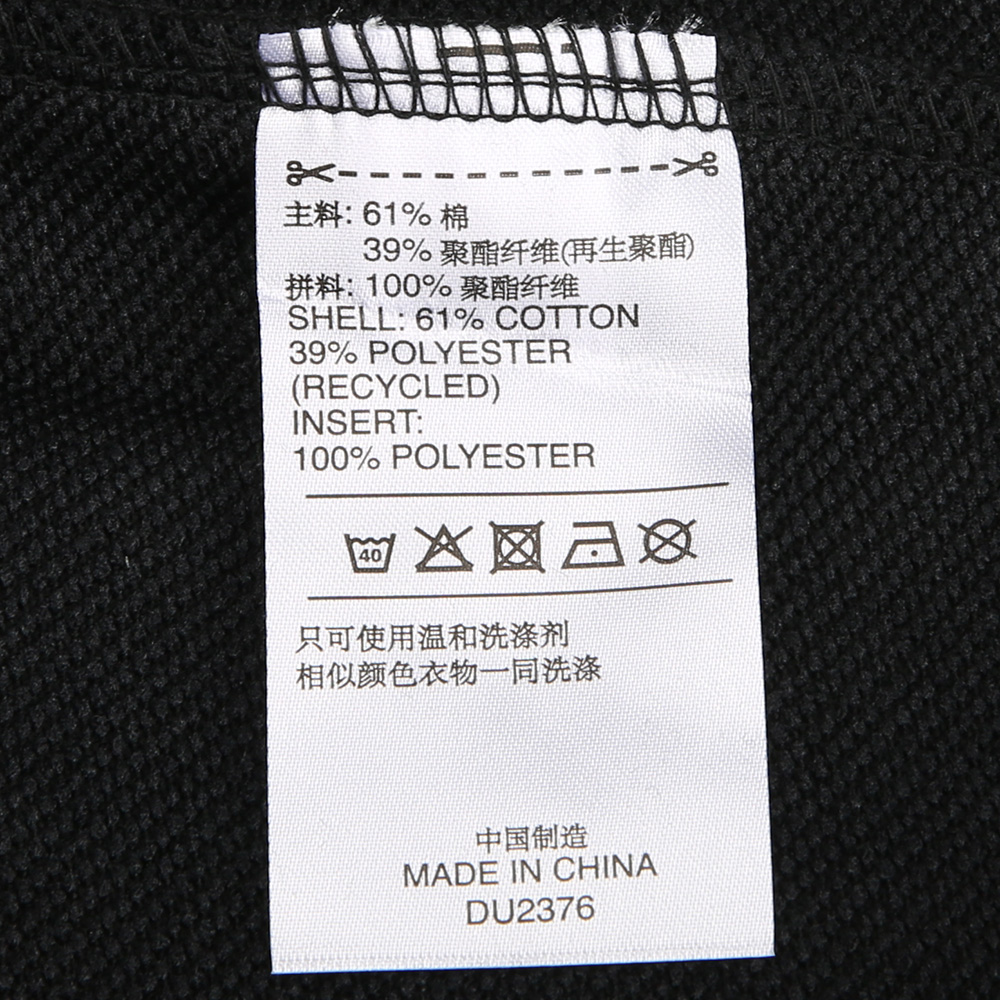 主料: 61% 棉
39% 聚酯纤维(再生聚酯)
拼料: 100% 聚酯纤维
SHELL: 61% COTTON
39% POLYESTER
(RECYCLED)
INSERT:
100% POLYESTER
40
只可使用温和洗涤剂
相似颜色衣物一同洗涤
中国制造
MADE IN CHINA
DU2376